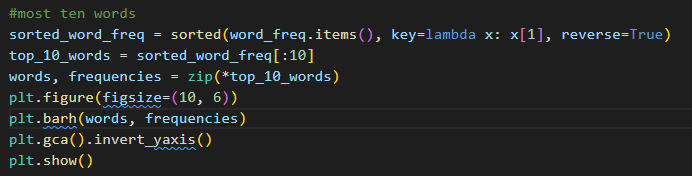 #most ten words
sorted_word_freq = sorted(word_freq.items(), key=lambda x: x[1], reverse=True)
top_10_words = sorted_word_freq[:10]
words, frequencies = zip(*top_10_words)
plt.figure(figsize=(10, 6))
plt.barh(words, frequencies)
plt.gca().invert_yaxis()
plt.show()